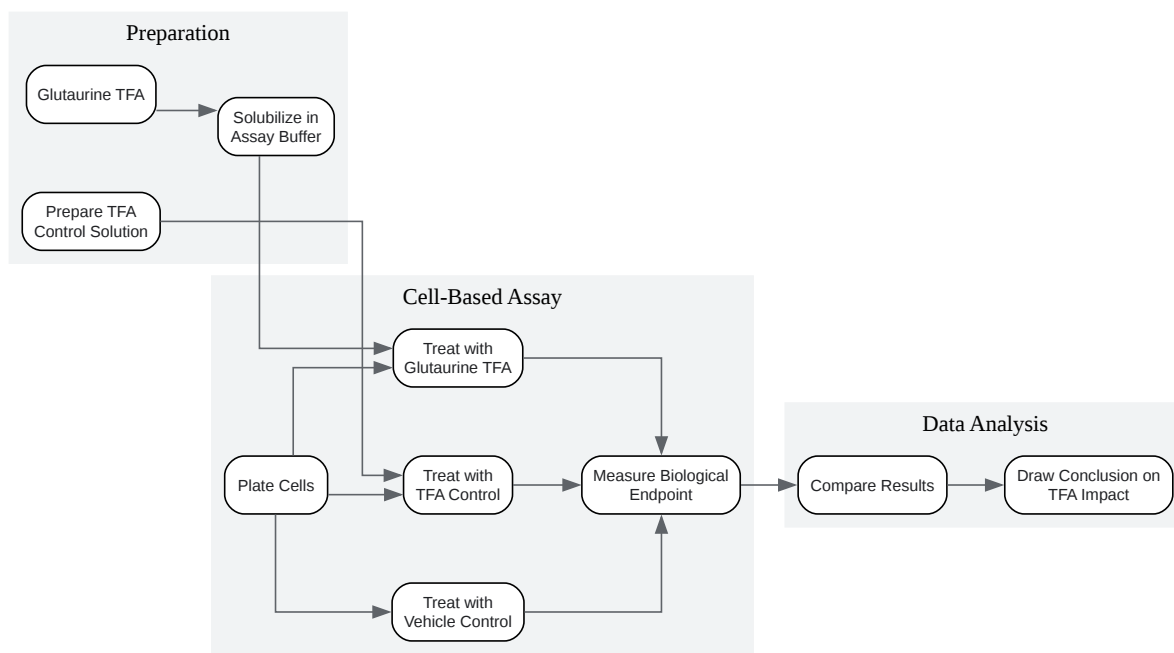 Preparation
Glutaurine TFA
Solubilize in
Assay Buffer
Prepare TFA
Control Solution
Cell-Based Assay
Treat with
Glutaurine TFA
Plate Cells
Treat with
TFA Control
Measure Biological
Endpoint
Treat with
Vehicle Control
Data Analysis
Compare Results
Draw Conclusion on
TFA Impact